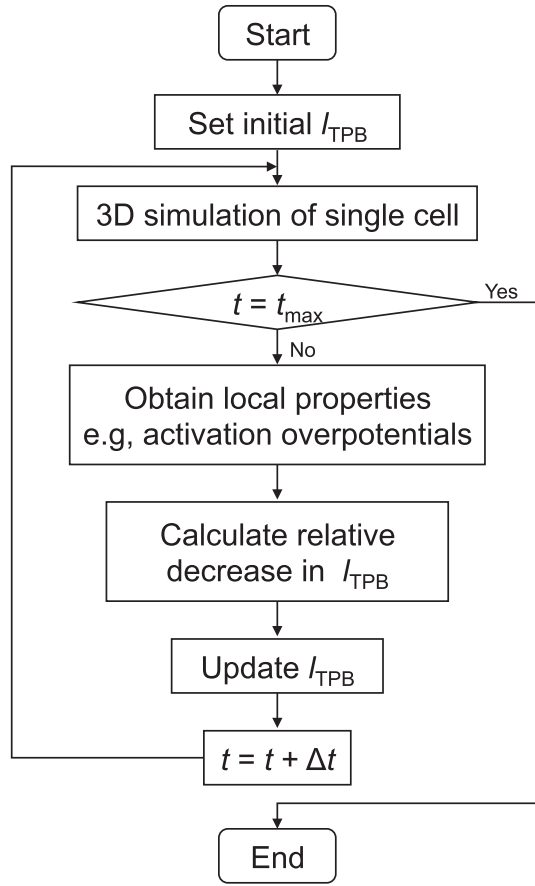 Start
Set initial lTPB
3D simulation of single cell
t = tmax
Yes
No
Obtain local properties
e.g, activation overpotentials
Calculate relative
decrease in lTPB
Update lTPB
t = t + Δt
End